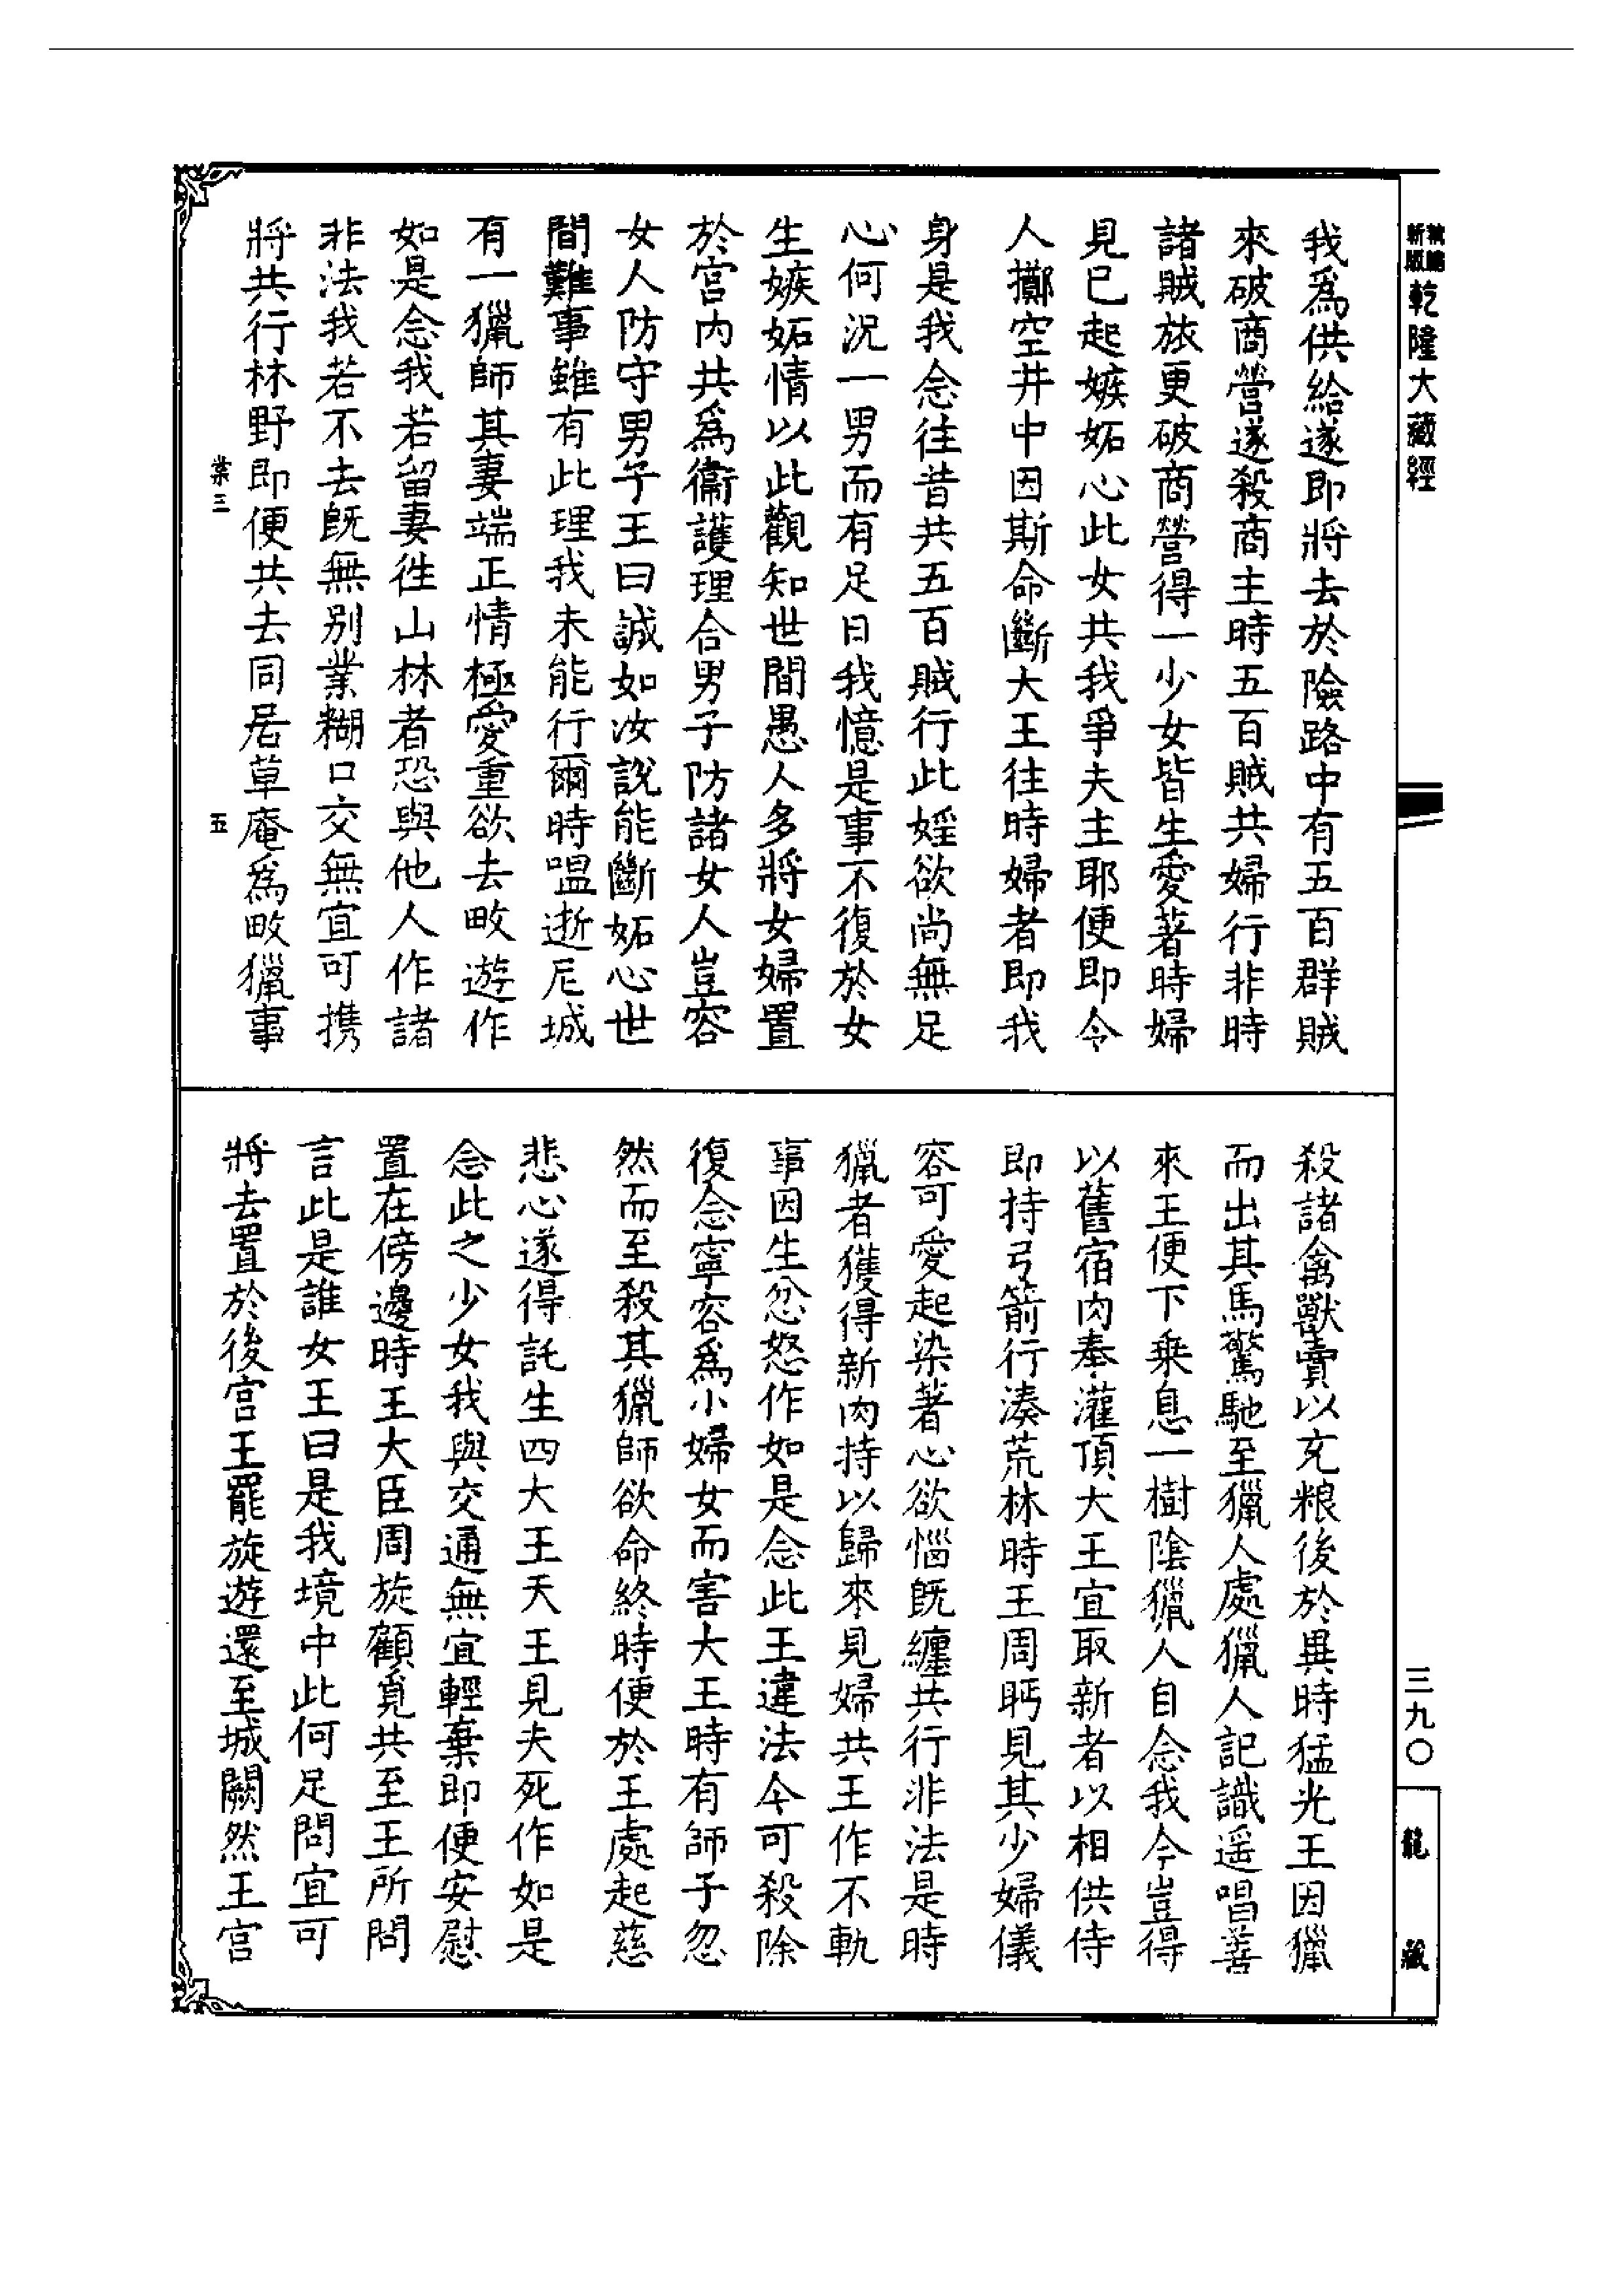 新版
乾隆大藏經
三九〇
龍藏
我為供給遂即將去於險路中有五百群賊
來破商營遂殺商主時五百賊共婦行非時
諸賊旅更破商營得一少女皆生愛著時婦
見已起嫉妬心此女共我爭夫主耶便即令
人擲空井中因斯命斷大王往時婦者即我
身是我念往昔共五百賊行此婬欲尚無足
心何況一男而有足日我憶是事不復於女
生嫉妬情以此觀知世間愚人多將女婦置
於宫内共為衞護理合男子防諸女人豈容
女人防守男子王曰誠如汝說能斷妬心世
間難事雖有此理我未能行爾時嗢逝尼城
有一獵師其妻端正情極愛重欲去畋遊作
如是念我若留妻徃山林者恐與他人作諸
非法我若不去旣無别業糊口交無宜可携
將共行林野即便共去同居草庵為畋獵事
業三
五
殺諸禽獸賣以充粮後於異時猛光王因獵
而出其馬驚馳至獵人處獵人記識遥唱善
來王便下乗息一樹陰獵人自念我今豈得
以舊宿肉奉灌頂大王宜取新者以相供侍
即持弓箭行湊荒林時王周眄見其少婦儀
容可愛起染著心欲惱旣纏共行非法是時
獵者獲得新肉持以歸來見婦共王作不軌
事因生忿怒作如是念此王違法今可殺除
復念寧容為小婦女而害大王時有師子忽
然而至殺其獵師欲命終時便於王處起慈
悲心遂得託生四大王天王見夫死作如是
念此之少女我與交通無宜輕棄即便安慰
置在傍邊時王大臣周旋顧覓共至王所問
言此是誰女王曰是我境中此何足問宜可
將去置於後宫王罷旋遊還至城闕然王宫